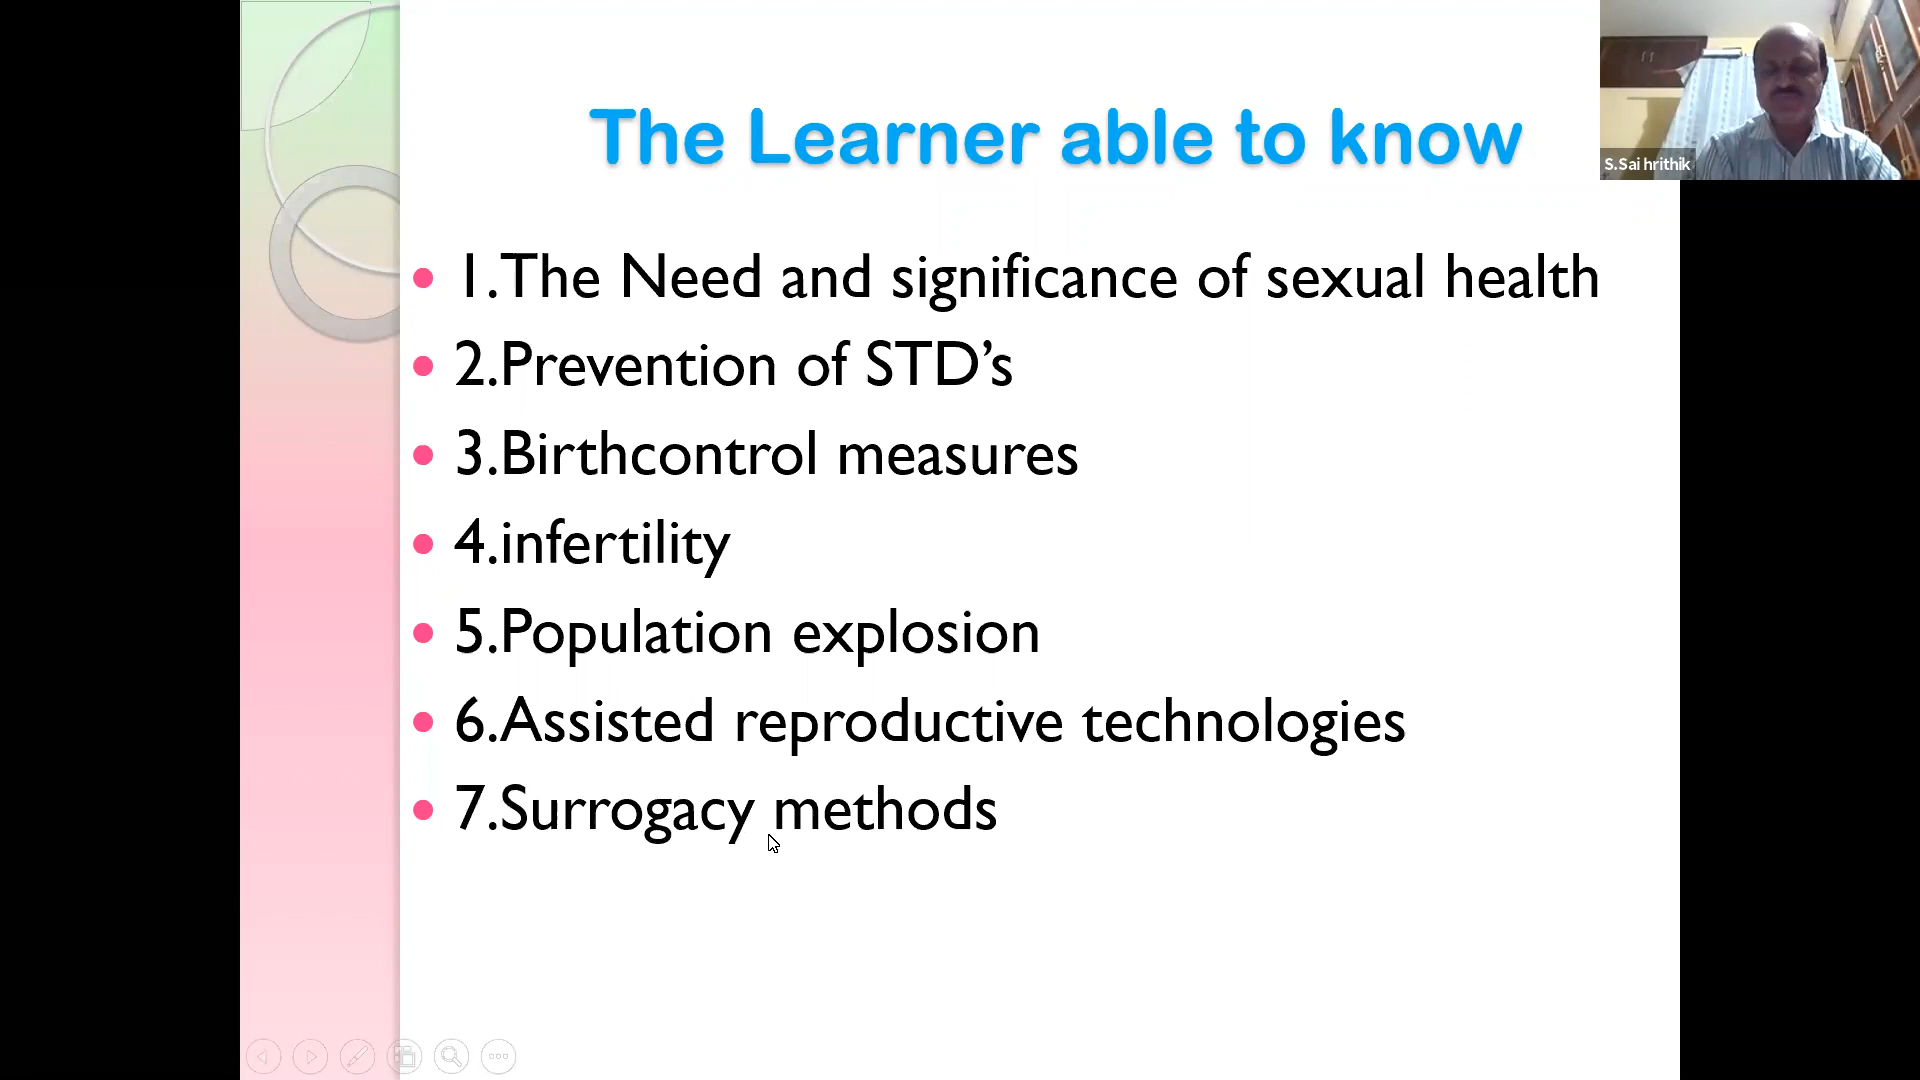 The Learner able to know
S.Sai hrithik
• 1.The Need and significance of sexual health
• 2.Prevention of STD’s
• 3.Birthcontrol measures
• 4.infertility
• 5.Population explosion
• 6.Assisted reproductive technologies
• 7.Surrogacy methods